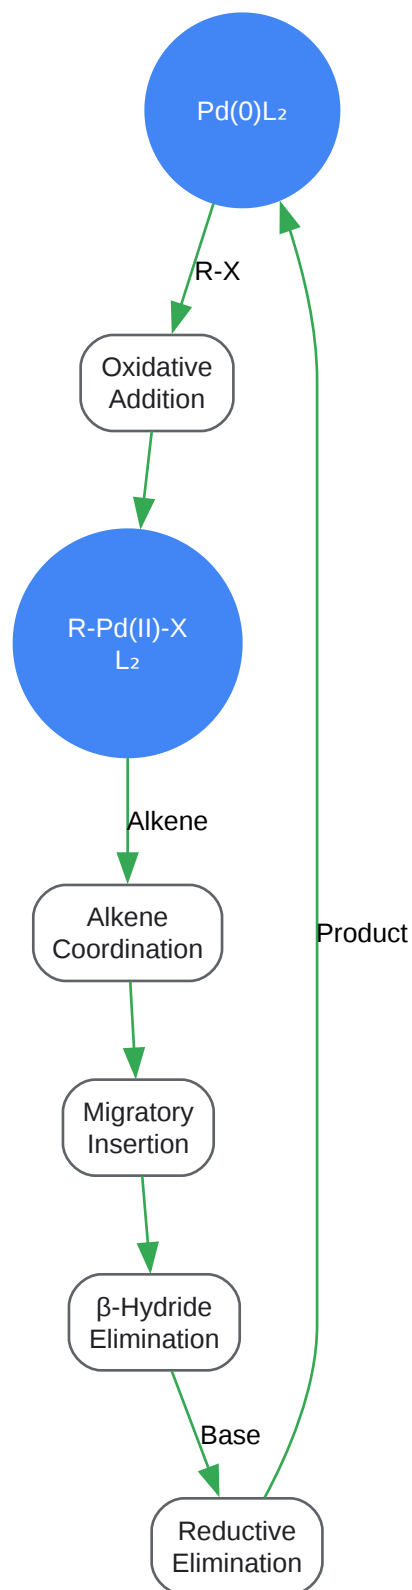 Pd(0)L₂
R-X
Oxidative
Addition
R-Pd(II)-X
L₂
Alkene
Alkene
Coordination
Product
Migratory
Insertion
β-Hydride
Elimination
Base
Reductive
Elimination